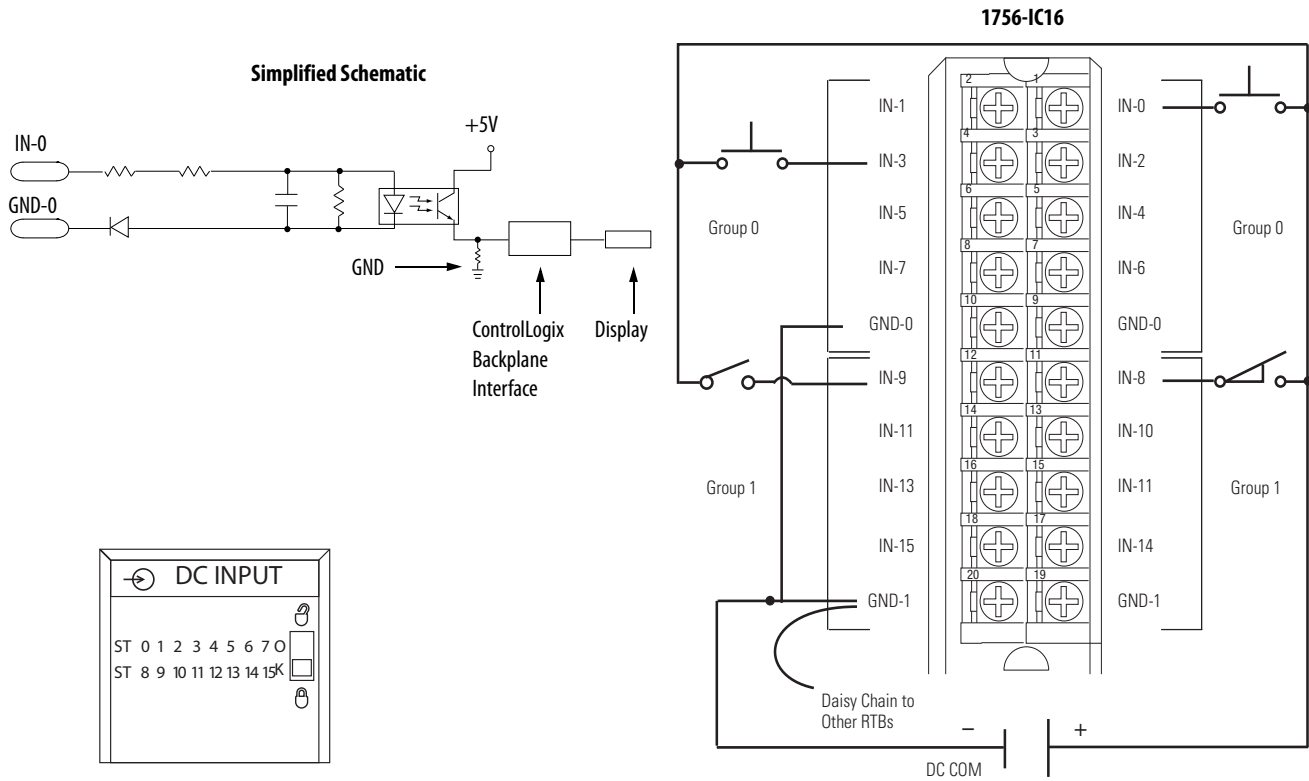 1756-IC16
Simplified Schematic
IN-0
GND-0
+5V
GND
ControlLogix
Backplane
Interface
Display
DC INPUT
ST 0 1 2 3 4 5 6 7 O
ST 8 9 10 11 12 13 14 15 K
IN-1
IN-3
IN-5
IN-7
GND-0
IN-9
IN-11
IN-13
IN-15
GND-1
Group 0
Group 1
2 1
4 3
6 5
8 7
10 9
12 11
14 13
16 15
18 17
20 19
IN-0
IN-2
IN-4
IN-6
GND-0
IN-8
IN-10
IN-11
IN-14
GND-1
Group 0
Group 1
Daisy Chain to
Other RTBs
– +
DC COM